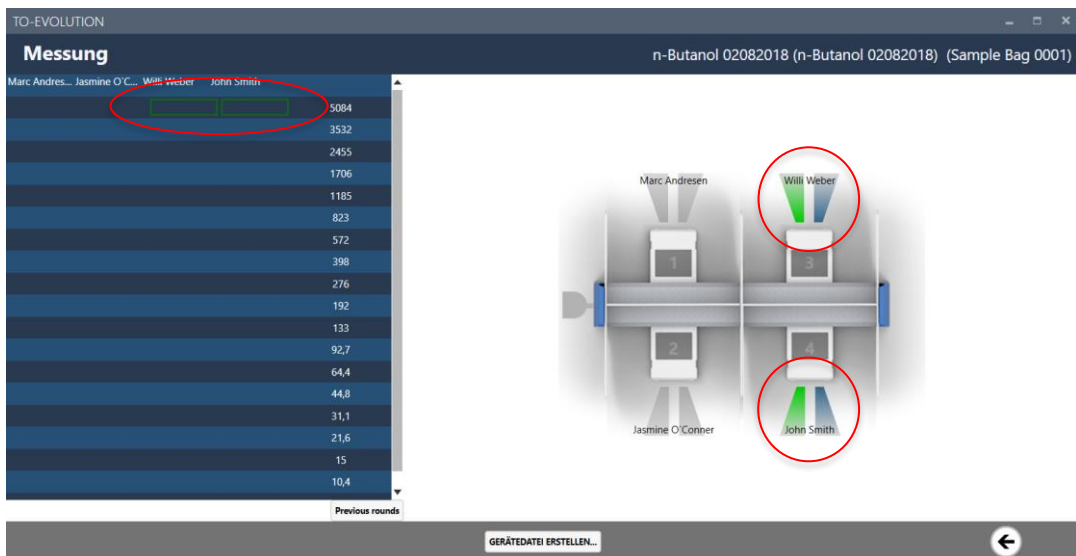 TO-EVOLUTION
Messung
n-Butanol 02082018 (n-Butanol 02082018) (Sample Bag 0001)
Marc Andres... Jasmine O'C... Willi Weber John Smith
5084
3532
2455
1706
1185
823
572
398
276
192
133
92,7
64,4
44,8
31,1
21,6
15
10,4
Previous rounds
Marc Andresen
Willi Weber
1
3
2
4
Jasmine O'Conner
John Smith
GERÄTEDATEI ERSTELLEN...